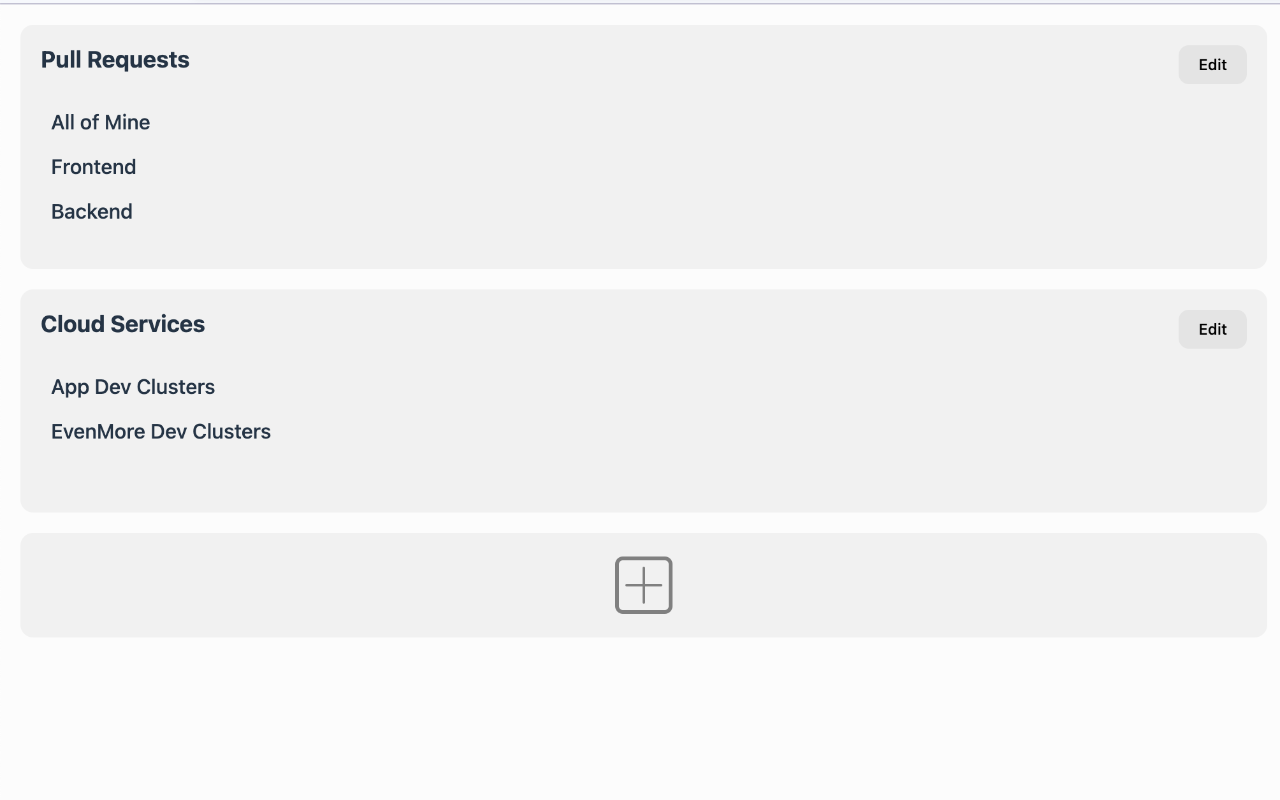 Pull Requests
Edit
All of Mine
Frontend
Backend
Cloud Services
Edit
App Dev Clusters
EvenMore Dev Clusters